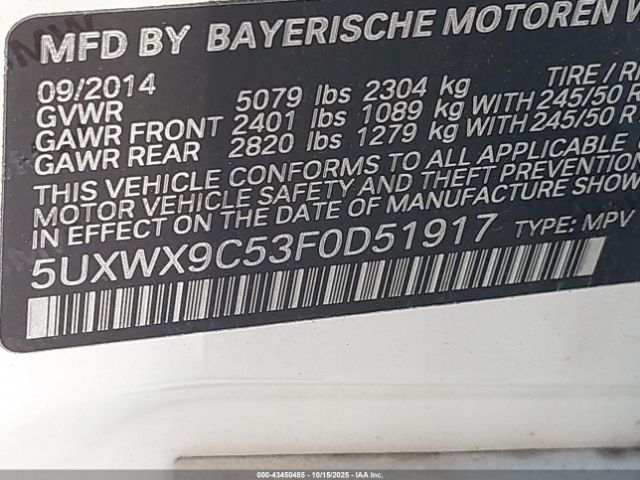 MFD BY BAYERISCHE MOTOREN W
09/2014 TIRE / R
GVWR 5079 lbs 2304 kg
GAWR FRONT 2401 lbs 1089 kg WITH 245/50 R
GAWR REAR 2820 lbs 1279 kg WITH 245/50 R
THIS VEHICLE CONFORMS TO ALL APPLICABLE
MOTOR VEHICLE SAFETY AND THEFT PREVENTION
EFFECT ON THE DATE OF MANUFACTURE SHOW
5UXWX9C53F0D51917 TYPE: MPV
000-43450485 - 10/15/2025 - IAA Inc.